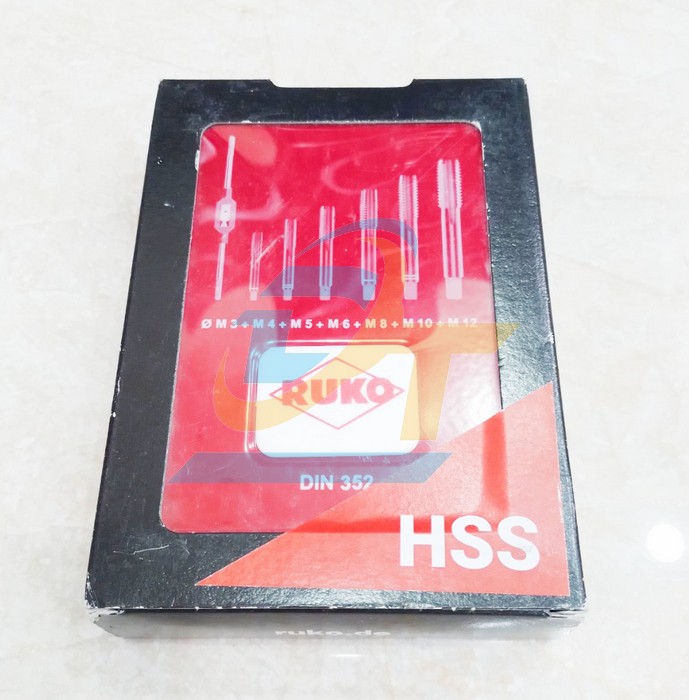 Ø M 3 + M 4 + M 5 + M 6 + M 8 + M 10 + M 12
RUKO
DIN 352
HSS
ruko.de